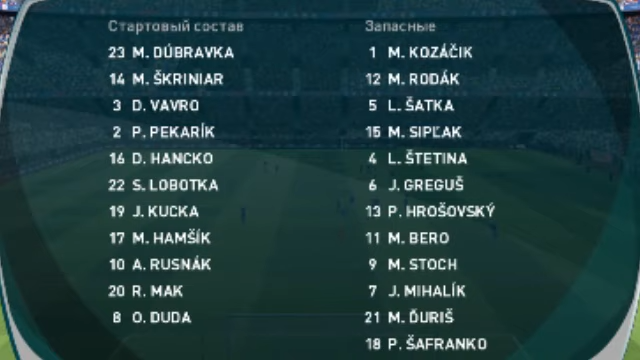 Стартовый состав
23 M. DÚBRAVKA
14 M. ŠKRINIAR
3 D. VAVRO
2 P. PEKARÍK
16 D. HANCKO
22 S. LOBOTKA
19 J. KUCKA
17 M. HAMŠÍK
10 A. RUSNÁK
20 R. MAK
8 O. DUDA
Запасные
1 M. KOZÁČIK
12 M. RODÁK
5 L. ŠATKA
15 M. SIPĽAK
4 L. ŠTETINA
6 J. GREGUŠ
13 P. HROŠOVSKÝ
11 M. BERO
9 M. STOCH
7 J. MIHALÍK
21 M. ĎURIŠ
18 P. ŠAFRANKO